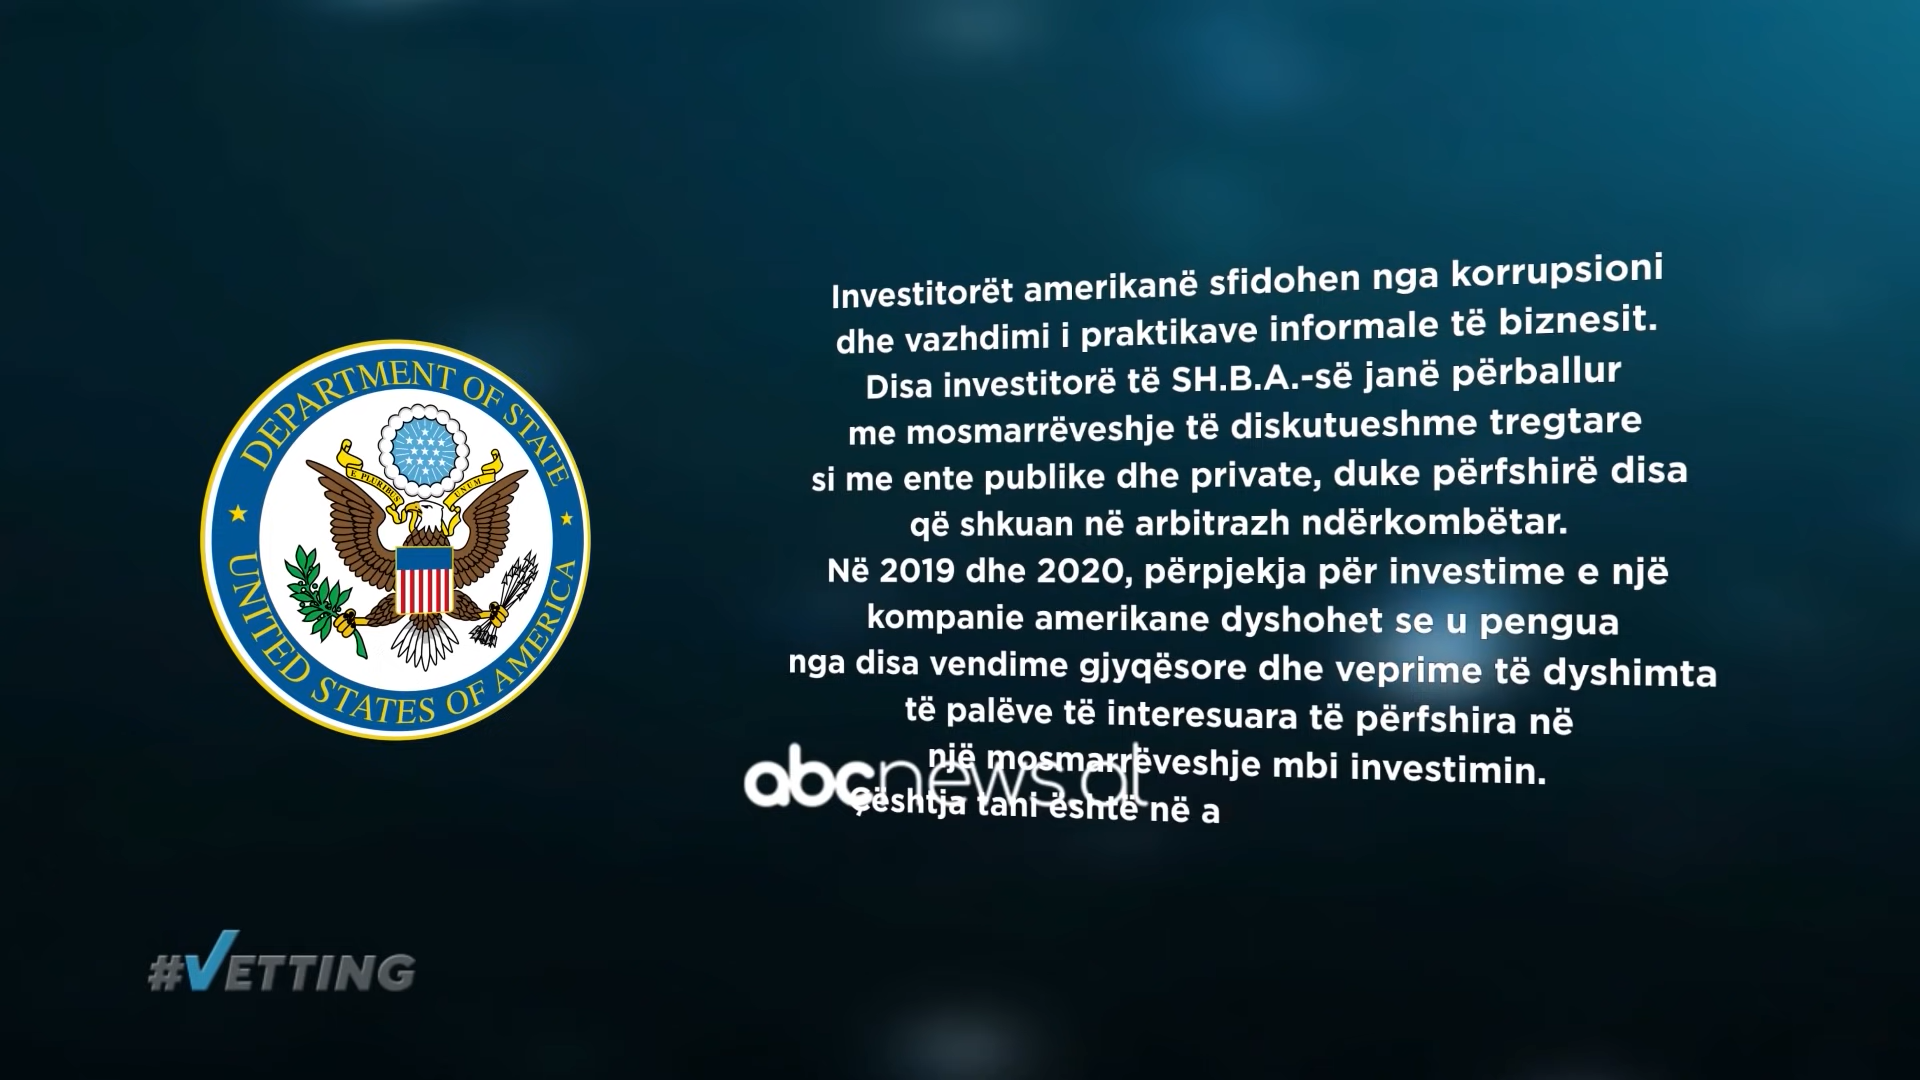 DEPARTMENT OF STATE
E PLURIBUS UNUM
UNITED STATES OF AMERICA
Investitorët amerikanë sfidohen nga korrupsioni
dhe vazhdimi i praktikave informale të biznesit.
Disa investitorë të SH.B.A.-së janë përballur
me mosmarrëveshje të diskutueshme tregtare
si me ente publike dhe private, duke përfshirë disa
që shkuan në arbitrazh ndërkombëtar.
Në 2019 dhe 2020, përpjekja për investime e një
kompanie amerikane dyshohet se u pengua
nga disa vendime gjyqësore dhe veprime të dyshimta
të palëve të interesuara të përfshira në
një mosmarrëveshje mbi investimin.
Çështja tani është në a
abcnews.al
#VETTING